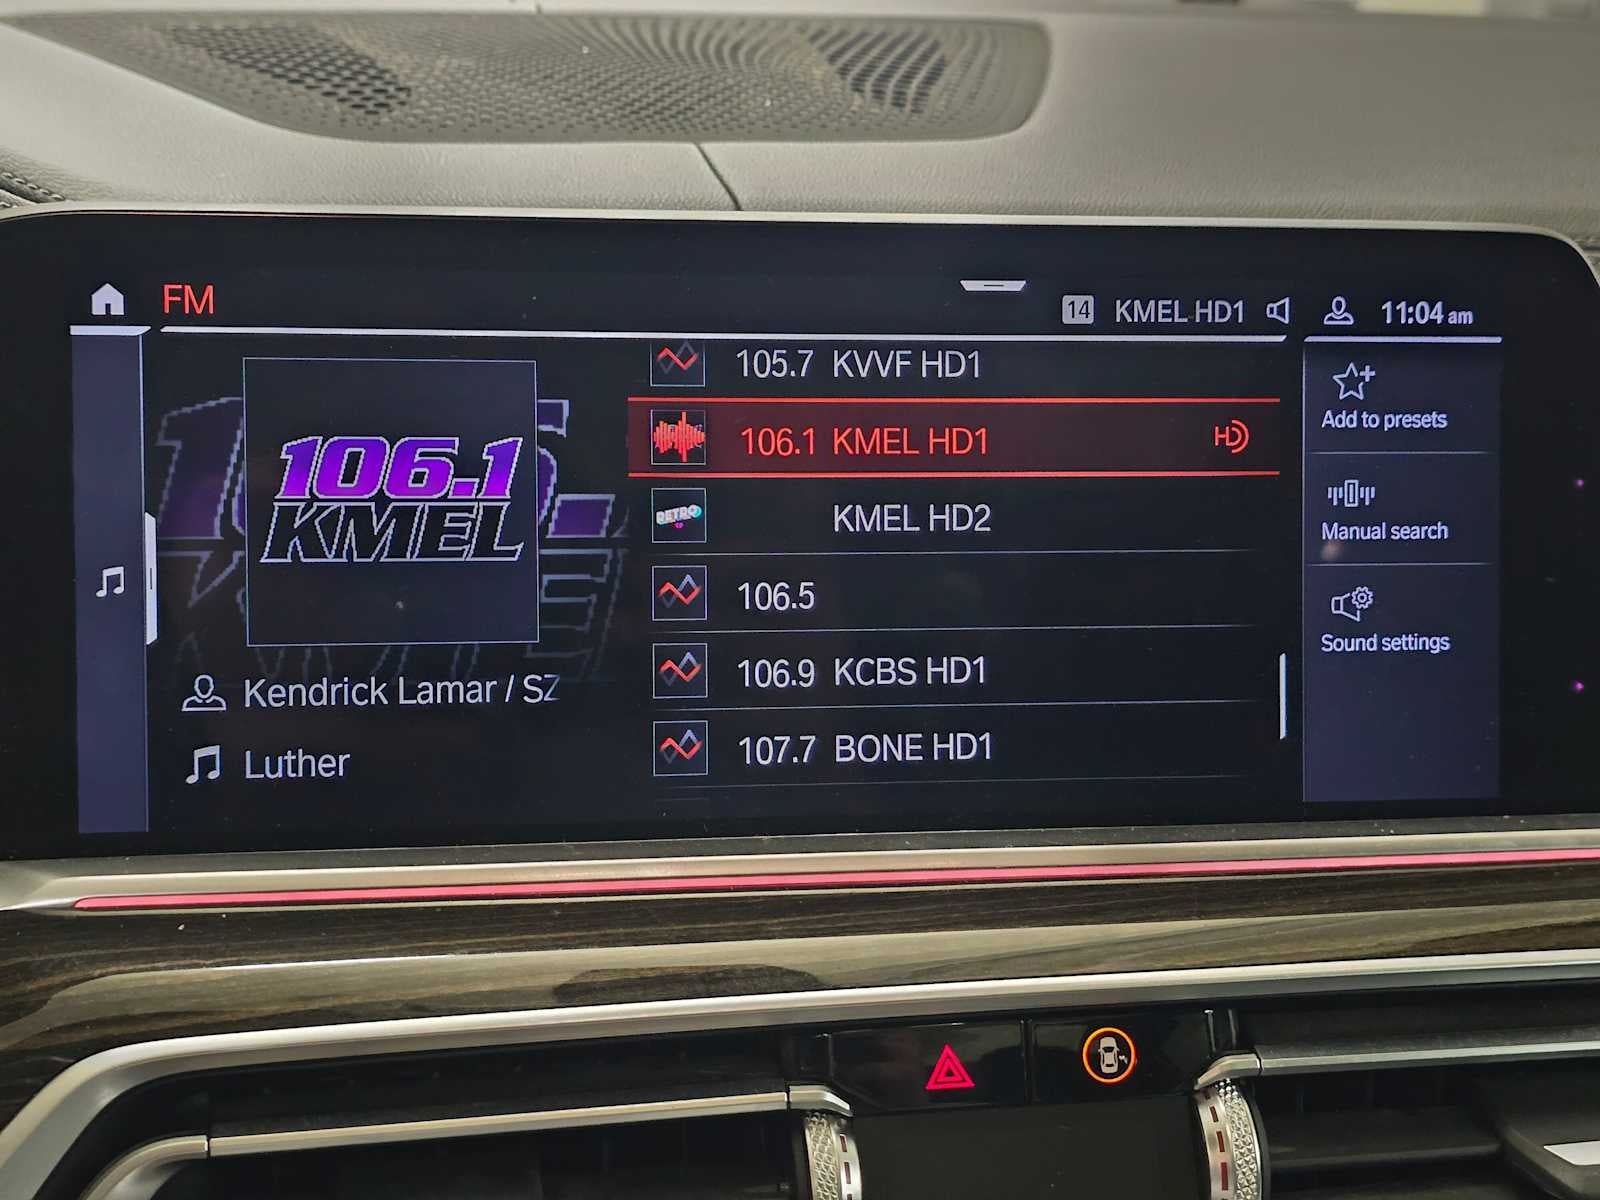 FM
14 KMEL HD1 11:04 am
106.1
KMEL
Kendrick Lamar / SZ
Luther
105.7 KVVF HD1
106.1 KMEL HD1 HD
RETRO
KMEL HD2
106.5
106.9 KCBS HD1
107.7 BONE HD1
Add to presets
Manual search
Sound settings